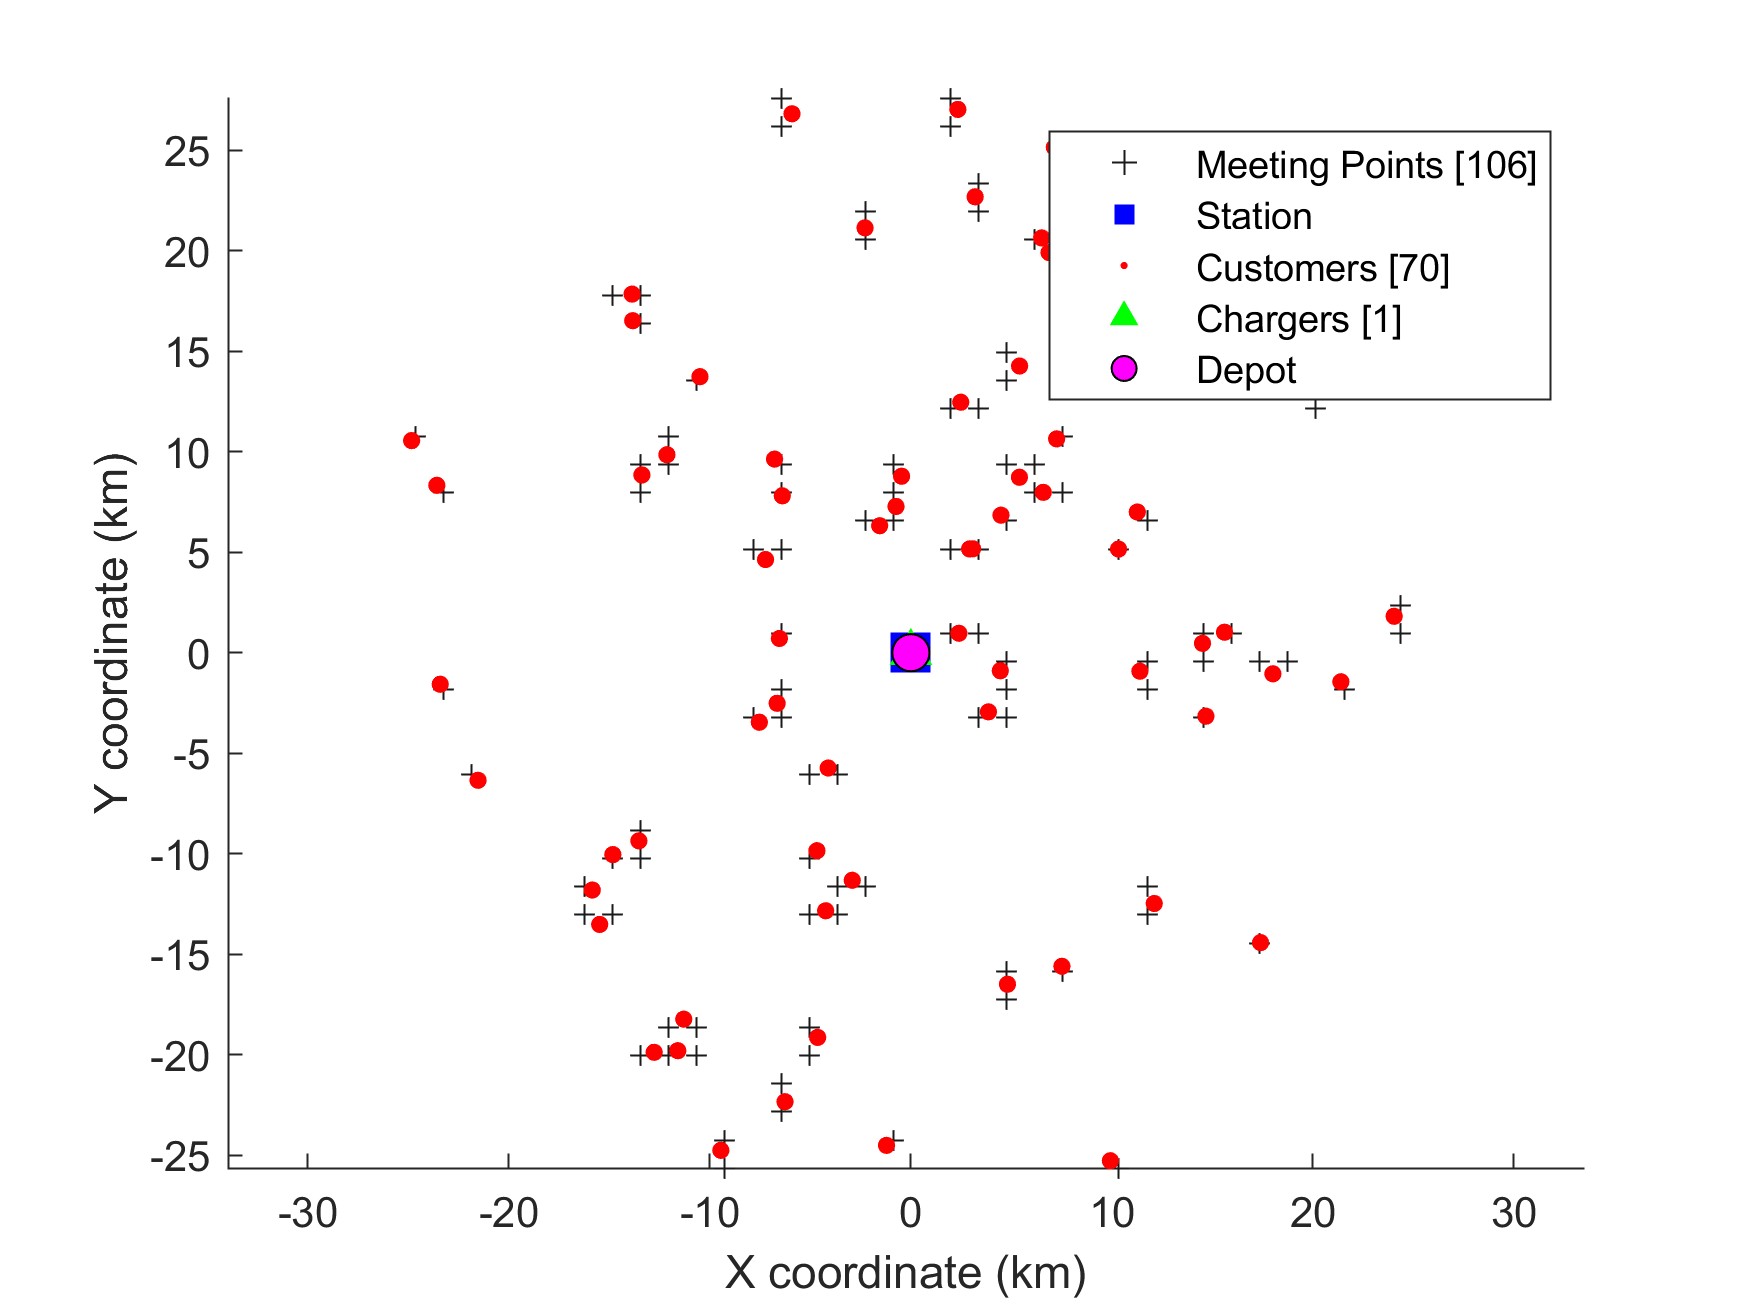 25
20
15
10
5
0
-5
-10
-15
-20
-25
Y coordinate (km)
Meeting Points [106]
Station
Customers [70]
Chargers [1]
Depot
-30 -20 -10 0 10 20 30
X coordinate (km)